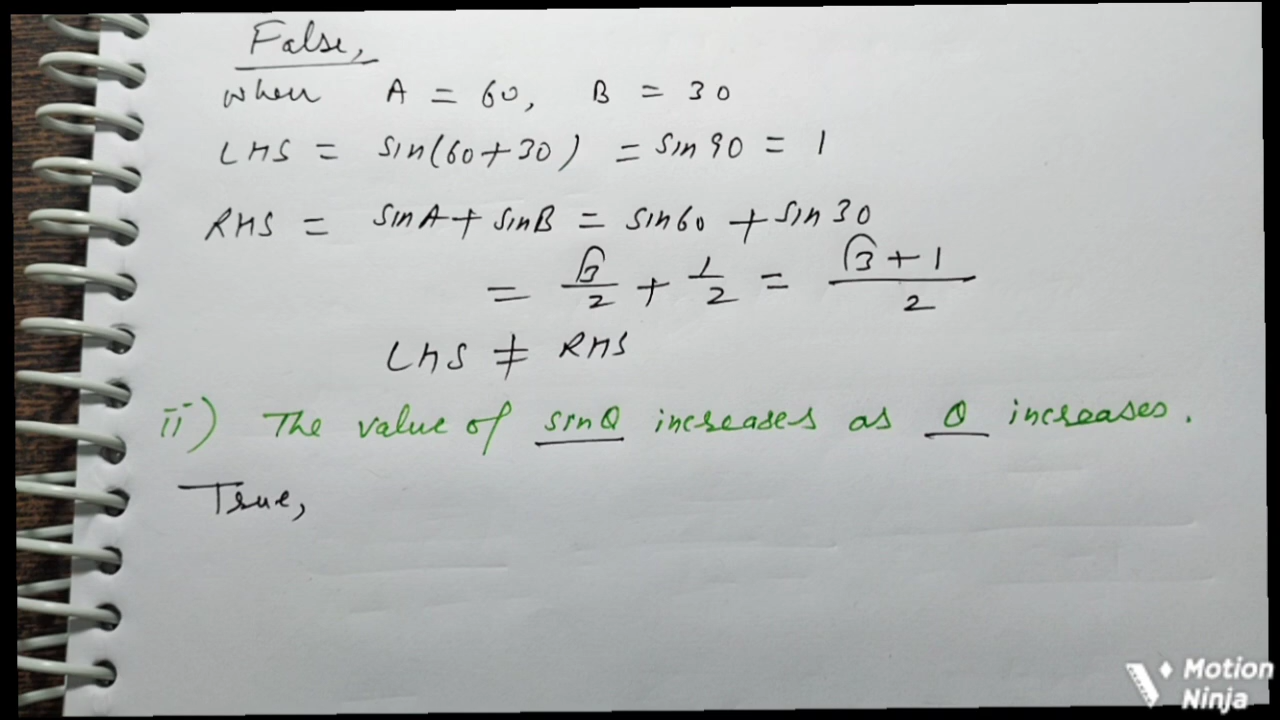 False,
when A = 60, B = 30
LHS = sin(60+30) = sin 90 = 1
RHS = sinA + sinB = sin60 + sin 30
= √3/2 + 1/2 = √3 + 1/2
LHS ≠ RHS
ii) The value of sinθ increases as θ increases.
True,
Motion
Ninja